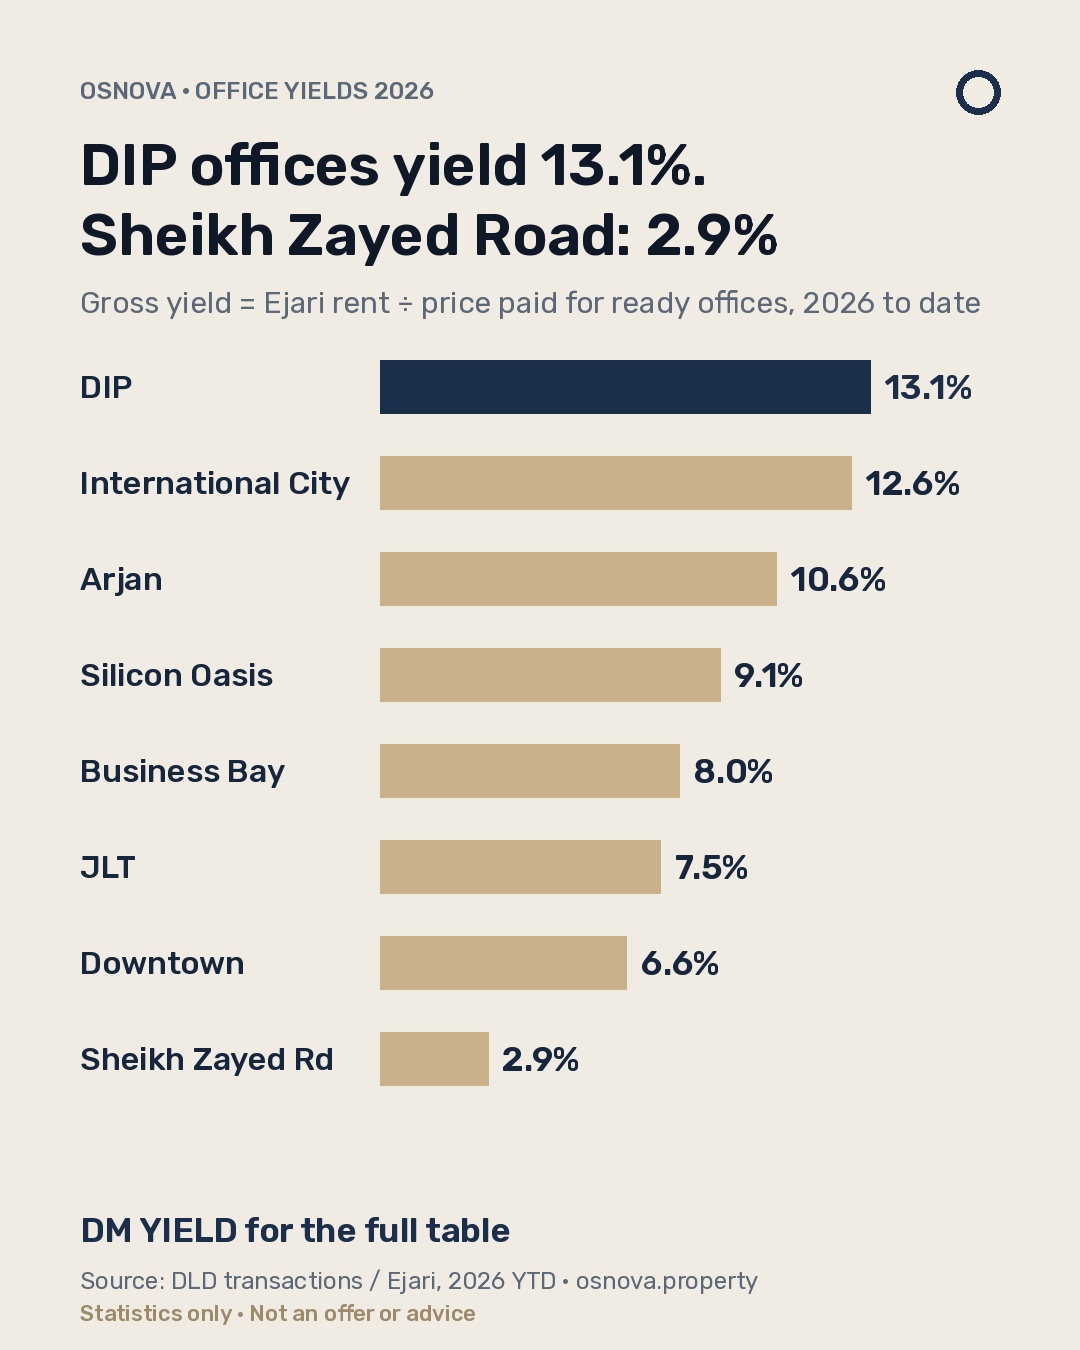 OSNOVA • OFFICE YIELDS 2026
DIP offices yield 13.1%.
Sheikh Zayed Road: 2.9%
Gross yield = Ejari rent ÷ price paid for ready offices, 2026 to date
DIP 13.1%
International City 12.6%
Arjan 10.6%
Silicon Oasis 9.1%
Business Bay 8.0%
JLT 7.5%
Downtown 6.6%
Sheikh Zayed Rd 2.9%
DM YIELD for the full table
Source: DLD transactions / Ejari, 2026 YTD • osnova.property
Statistics only • Not an offer or advice